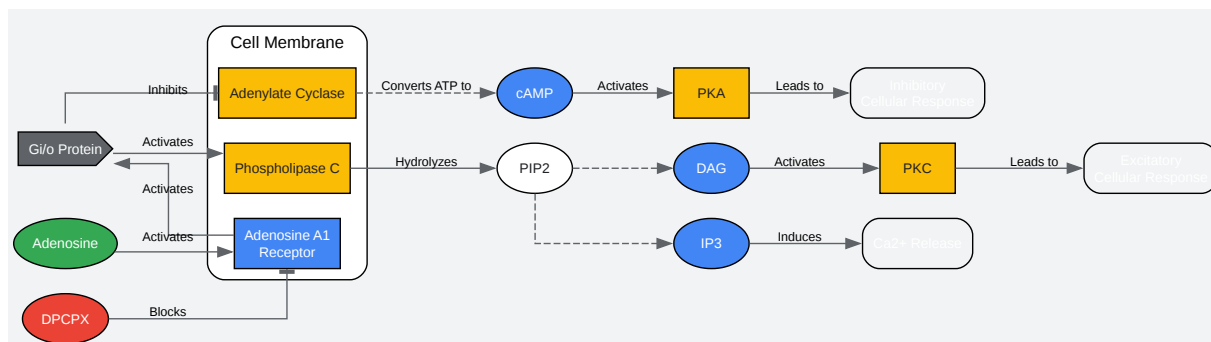 Cell Membrane
Inhibits
Adenylate Cyclase
Converts ATP to
cAMP
Activates
PKA
Leads to
Inhibitory
Cellular Response
Gi/o Protein
Activates
Phospholipase C
Hydrolyzes
PIP2
DAG
Activates
PKC
Leads to
Excitatory
Cellular Response
Activates
Adenosine
Activates
Adenosine A1
Receptor
IP3
Induces
Ca2+ Release
DPCPX
Blocks